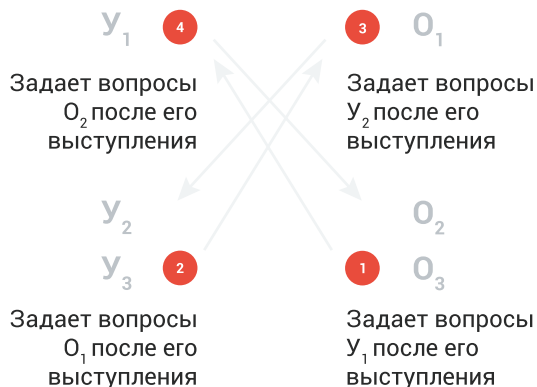 У1 4
Задает вопросы
О2 после его
выступления
3 О1
Задает вопросы
У2 после его
выступления
У2
У3 2
Задает вопросы
О1 после его
выступления
О2
1 О3
Задает вопросы
У1 после его
выступления